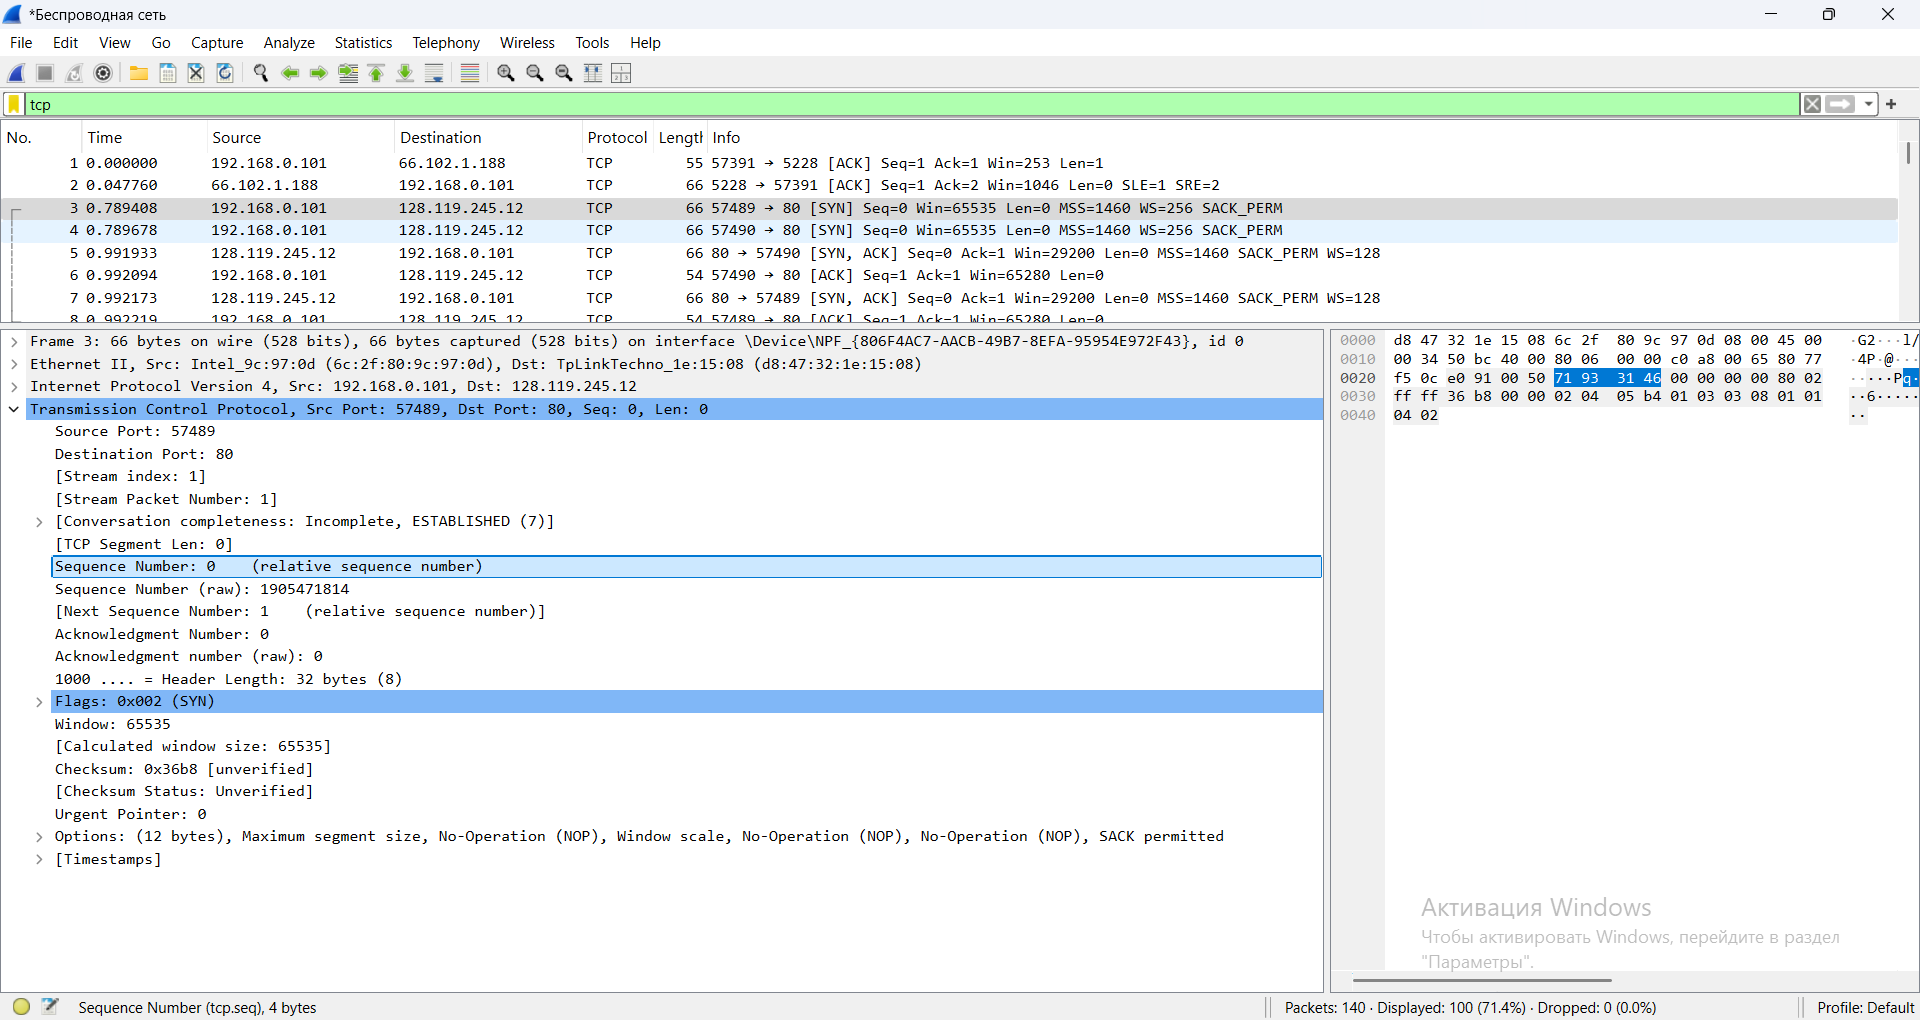 *Беспроводная сеть
File Edit View Go Capture Analyze Statistics Telephony Wireless Tools Help
tcp
No. Time Source Destination Protocol Length Info
1 0.000000 192.168.0.101 66.102.1.188 TCP 55 57391 → 5228 [ACK] Seq=1 Ack=1 Win=253 Len=1
2 0.047760 66.102.1.188 192.168.0.101 TCP 66 5228 → 57391 [ACK] Seq=1 Ack=2 Win=1046 Len=0 SLE=1 SRE=2
3 0.789408 192.168.0.101 128.119.245.12 TCP 66 57489 → 80 [SYN] Seq=0 Win=65535 Len=0 MSS=1460 WS=256 SACK_PERM
4 0.789678 192.168.0.101 128.119.245.12 TCP 66 57490 → 80 [SYN] Seq=0 Win=65535 Len=0 MSS=1460 WS=256 SACK_PERM
5 0.991933 128.119.245.12 192.168.0.101 TCP 66 80 → 57490 [SYN, ACK] Seq=0 Ack=1 Win=29200 Len=0 MSS=1460 SACK_PERM WS=128
6 0.992094 192.168.0.101 128.119.245.12 TCP 54 57490 → 80 [ACK] Seq=1 Ack=1 Win=65280 Len=0
7 0.992173 128.119.245.12 192.168.0.101 TCP 66 80 → 57489 [SYN, ACK] Seq=0 Ack=1 Win=29200 Len=0 MSS=1460 SACK_PERM WS=128
8 0.992219 192.168.0.101 128.119.245.12 TCP 54 57489 → 80 [ACK] Seq=1 Ack=1 Win=65280 Len=0
Frame 3: 66 bytes on wire (528 bits), 66 bytes captured (528 bits) on interface \Device\NPF_{806F4AC7-AACB-49B7-8EFA-95954E972F43}, id 0
Ethernet II, Src: Intel_9c:97:0d (6c:2f:80:9c:97:0d), Dst: TpLinkTechno_1e:15:08 (d8:47:32:1e:15:08)
Internet Protocol Version 4, Src: 192.168.0.101, Dst: 128.119.245.12
Transmission Control Protocol, Src Port: 57489, Dst Port: 80, Seq: 0, Len: 0
Source Port: 57489
Destination Port: 80
[Stream index: 1]
[Stream Packet Number: 1]
[Conversation completeness: Incomplete, ESTABLISHED (7)]
[TCP Segment Len: 0]
Sequence Number: 0 (relative sequence number)
Sequence Number (raw): 1905471814
[Next Sequence Number: 1 (relative sequence number)]
Acknowledgment Number: 0
Acknowledgment number (raw): 0
1000 .... = Header Length: 32 bytes (8)
Flags: 0x002 (SYN)
Window: 65535
[Calculated window size: 65535]
Checksum: 0x36b8 [unverified]
[Checksum Status: Unverified]
Urgent Pointer: 0
Options: (12 bytes), Maximum segment size, No-Operation (NOP), Window scale, No-Operation (NOP), No-Operation (NOP), SACK permitted
[Timestamps]
0000 d8 47 32 1e 15 08 6c 2f 80 9c 97 0d 08 00 45 00 ·G2···l/
0010 00 34 50 bc 40 00 80 06 00 00 c0 a8 00 65 80 77 ·4P·@···
0020 f5 0c e0 91 00 50 71 93 31 46 00 00 00 00 80 02 ·····Pq·
0030 ff ff 36 b8 00 00 02 04 05 b4 01 03 03 08 01 01 ··6·····
0040 04 02 ··
Активация Windows
Чтобы активировать Windows, перейдите в раздел
"Параметры".
Sequence Number (tcp.seq), 4 bytes
Packets: 140 · Displayed: 100 (71.4%) · Dropped: 0 (0.0%)
Profile: Default